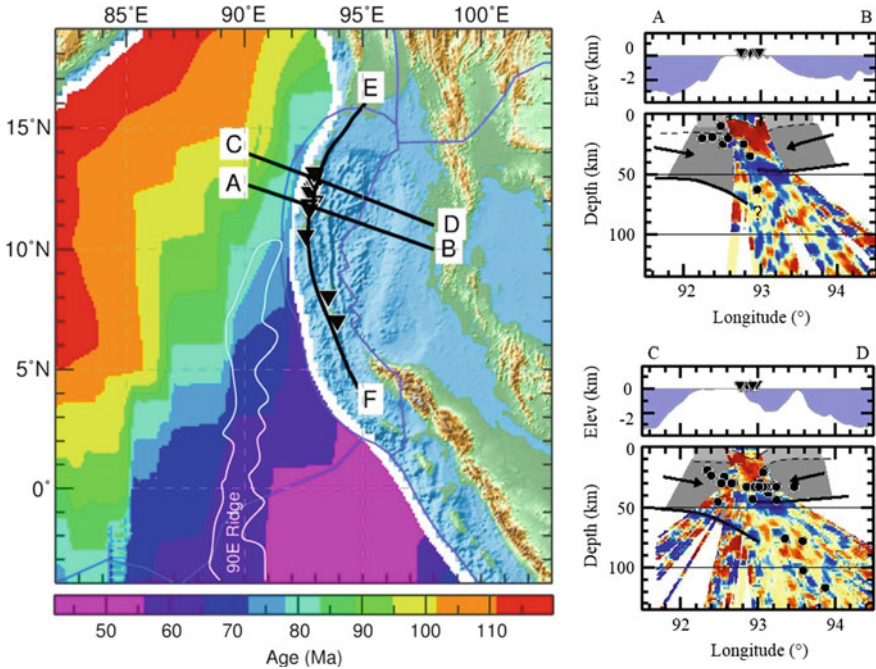 85°E 90°E 95°E 100°E
15°N
10°N
5°N
0°
E
C
A
D
B
F
90E Ridge
50 60 70 72 80 90 100 110
Age (Ma)
A B
Elev (km)
0
-2
Depth (km)
0
50
100
?
92 93 94
Longitude (°)
C D
Elev (km)
0
-2
Depth (km)
0
50
100
92 93 94
Longitude (°)